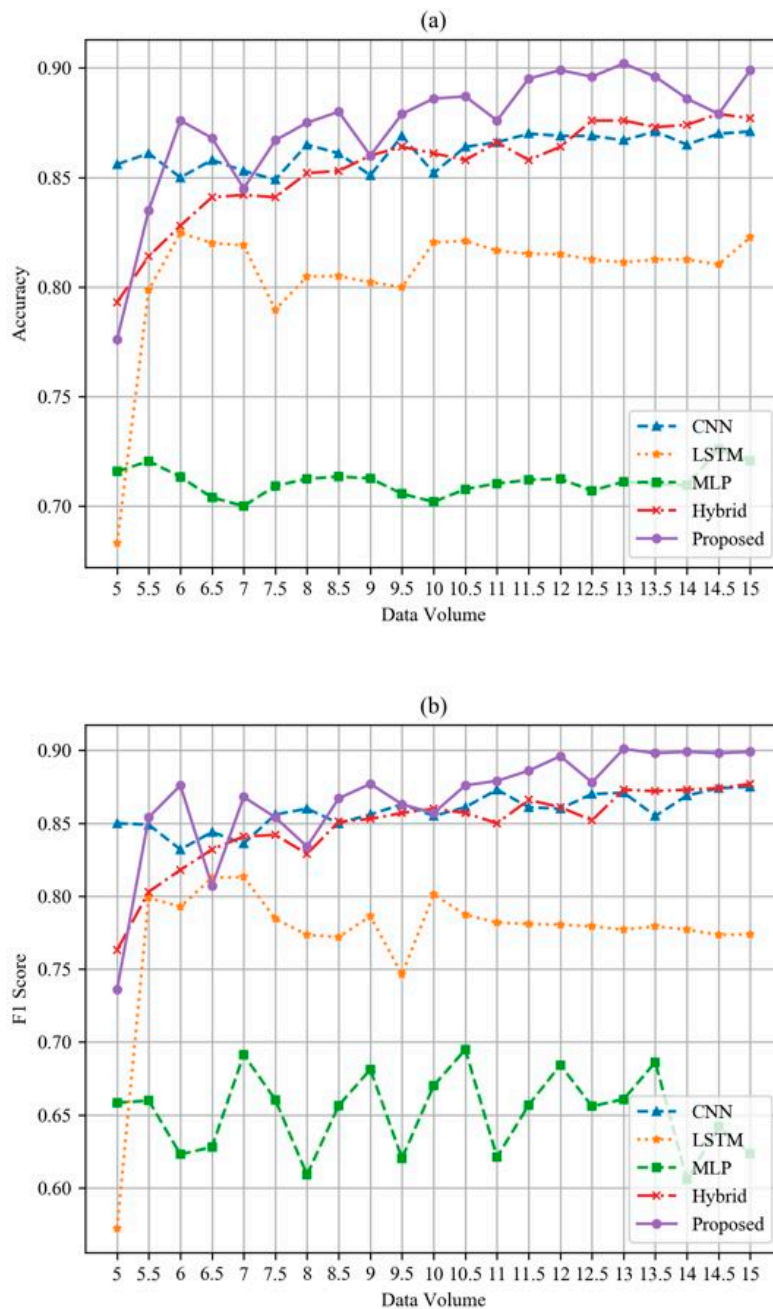 (a)
0.90
0.85
0.80
0.75
0.70
Accuracy
CNN
LSTM
MLP
Hybrid
Proposed
5 5.5 6 6.5 7 7.5 8 8.5 9 9.5 10 10.5 11 11.5 12 12.5 13 13.5 14 14.5 15
Data Volume
(b)
0.90
0.85
0.80
0.75
0.70
0.65
0.60
F1 Score
CNN
LSTM
MLP
Hybrid
Proposed
5 5.5 6 6.5 7 7.5 8 8.5 9 9.5 10 10.5 11 11.5 12 12.5 13 13.5 14 14.5 15
Data Volume